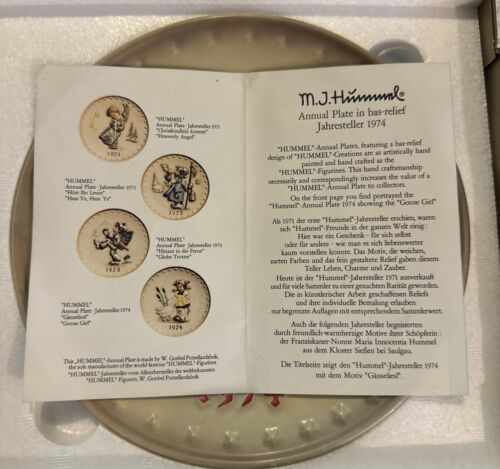 "HUMMEL"
Annual Plate - Jahresteller 1971
"Christkindlein kommt"
"Heavenly Angel"
1971
"HUMMEL"
Annual Plate - Jahresteller 1972
"Hört Ihr Leute"
"Hear Ye, Hear Ye"
1972
"HUMMEL"
Annual Plate - Jahresteller 1973
"Hinaus in die Ferne"
"Globe Trotter"
1973
"HUMMEL"
Annual Plate - Jahresteller 1974
"Gänseliesl"
"Goose Girl"
1974
This „HUMMEL"-Annual Plate is made by W. Goebel Porzellanfabrik,
the sole manufacturer of the world-famous "HUMMEL"-Figurines
"HUMMEL"-Jahresteller vom Alleinhersteller der weltbekannten
"HUMMEL"-Figuren, W. Goebel Porzellanfabrik
M.J.Hummel®
Annual Plate in bas-relief
Jahresteller 1974
"HUMMEL"-Annual Plates, featuring a bas-relief
design of "HUMMEL"-Creations are as artistically hand
painted and hand crafted as the
"HUMMEL"-Figurines. This hand craftsmanship
necessarily and correspondingly increases the value of a
"HUMMEL"-Annual Plate to collectors.
On the front page you find portrayed the
"Hummel"-Annual Plate 1974 showing the "Goose Girl"
Als 1971 der erste "Hummel"-Jahresteller erschien, waren
sich "Hummel"-Freunde in der ganzen Welt einig :
Hier war ein Geschenk - für sich selbst
oder für andere - wie man es sich liebenswerter
kaum vorstellen konnte. Das Motiv, die weichen,
zarten Farben und das fein gestaltete Relief gaben diesem
Teller Leben, Charme und Zauber.
Heute ist der "Hummel"-Jahresteller 1971 ausverkauft
und für viele Sammler zu einer gesuchten Rarität geworden.
Die in künstlerischer Arbeit geschaffenen Reliefs
und ihre individuelle Bemalung erlauben
nur begrenzte Auflagen mit entsprechendem Sammlerwert.
Auch die folgenden Jahresteller begeisterten
durch freundlich-warmherzige Motive ihrer Schöpferin :
der Franziskaner-Nonne Maria Innocentia Hummel
aus dem Kloster Sießen bei Saulgau.
Die Titelseite zeigt den "Hummel"-Jahresteller 1974
mit dem Motiv "Gänseliesl".
1974